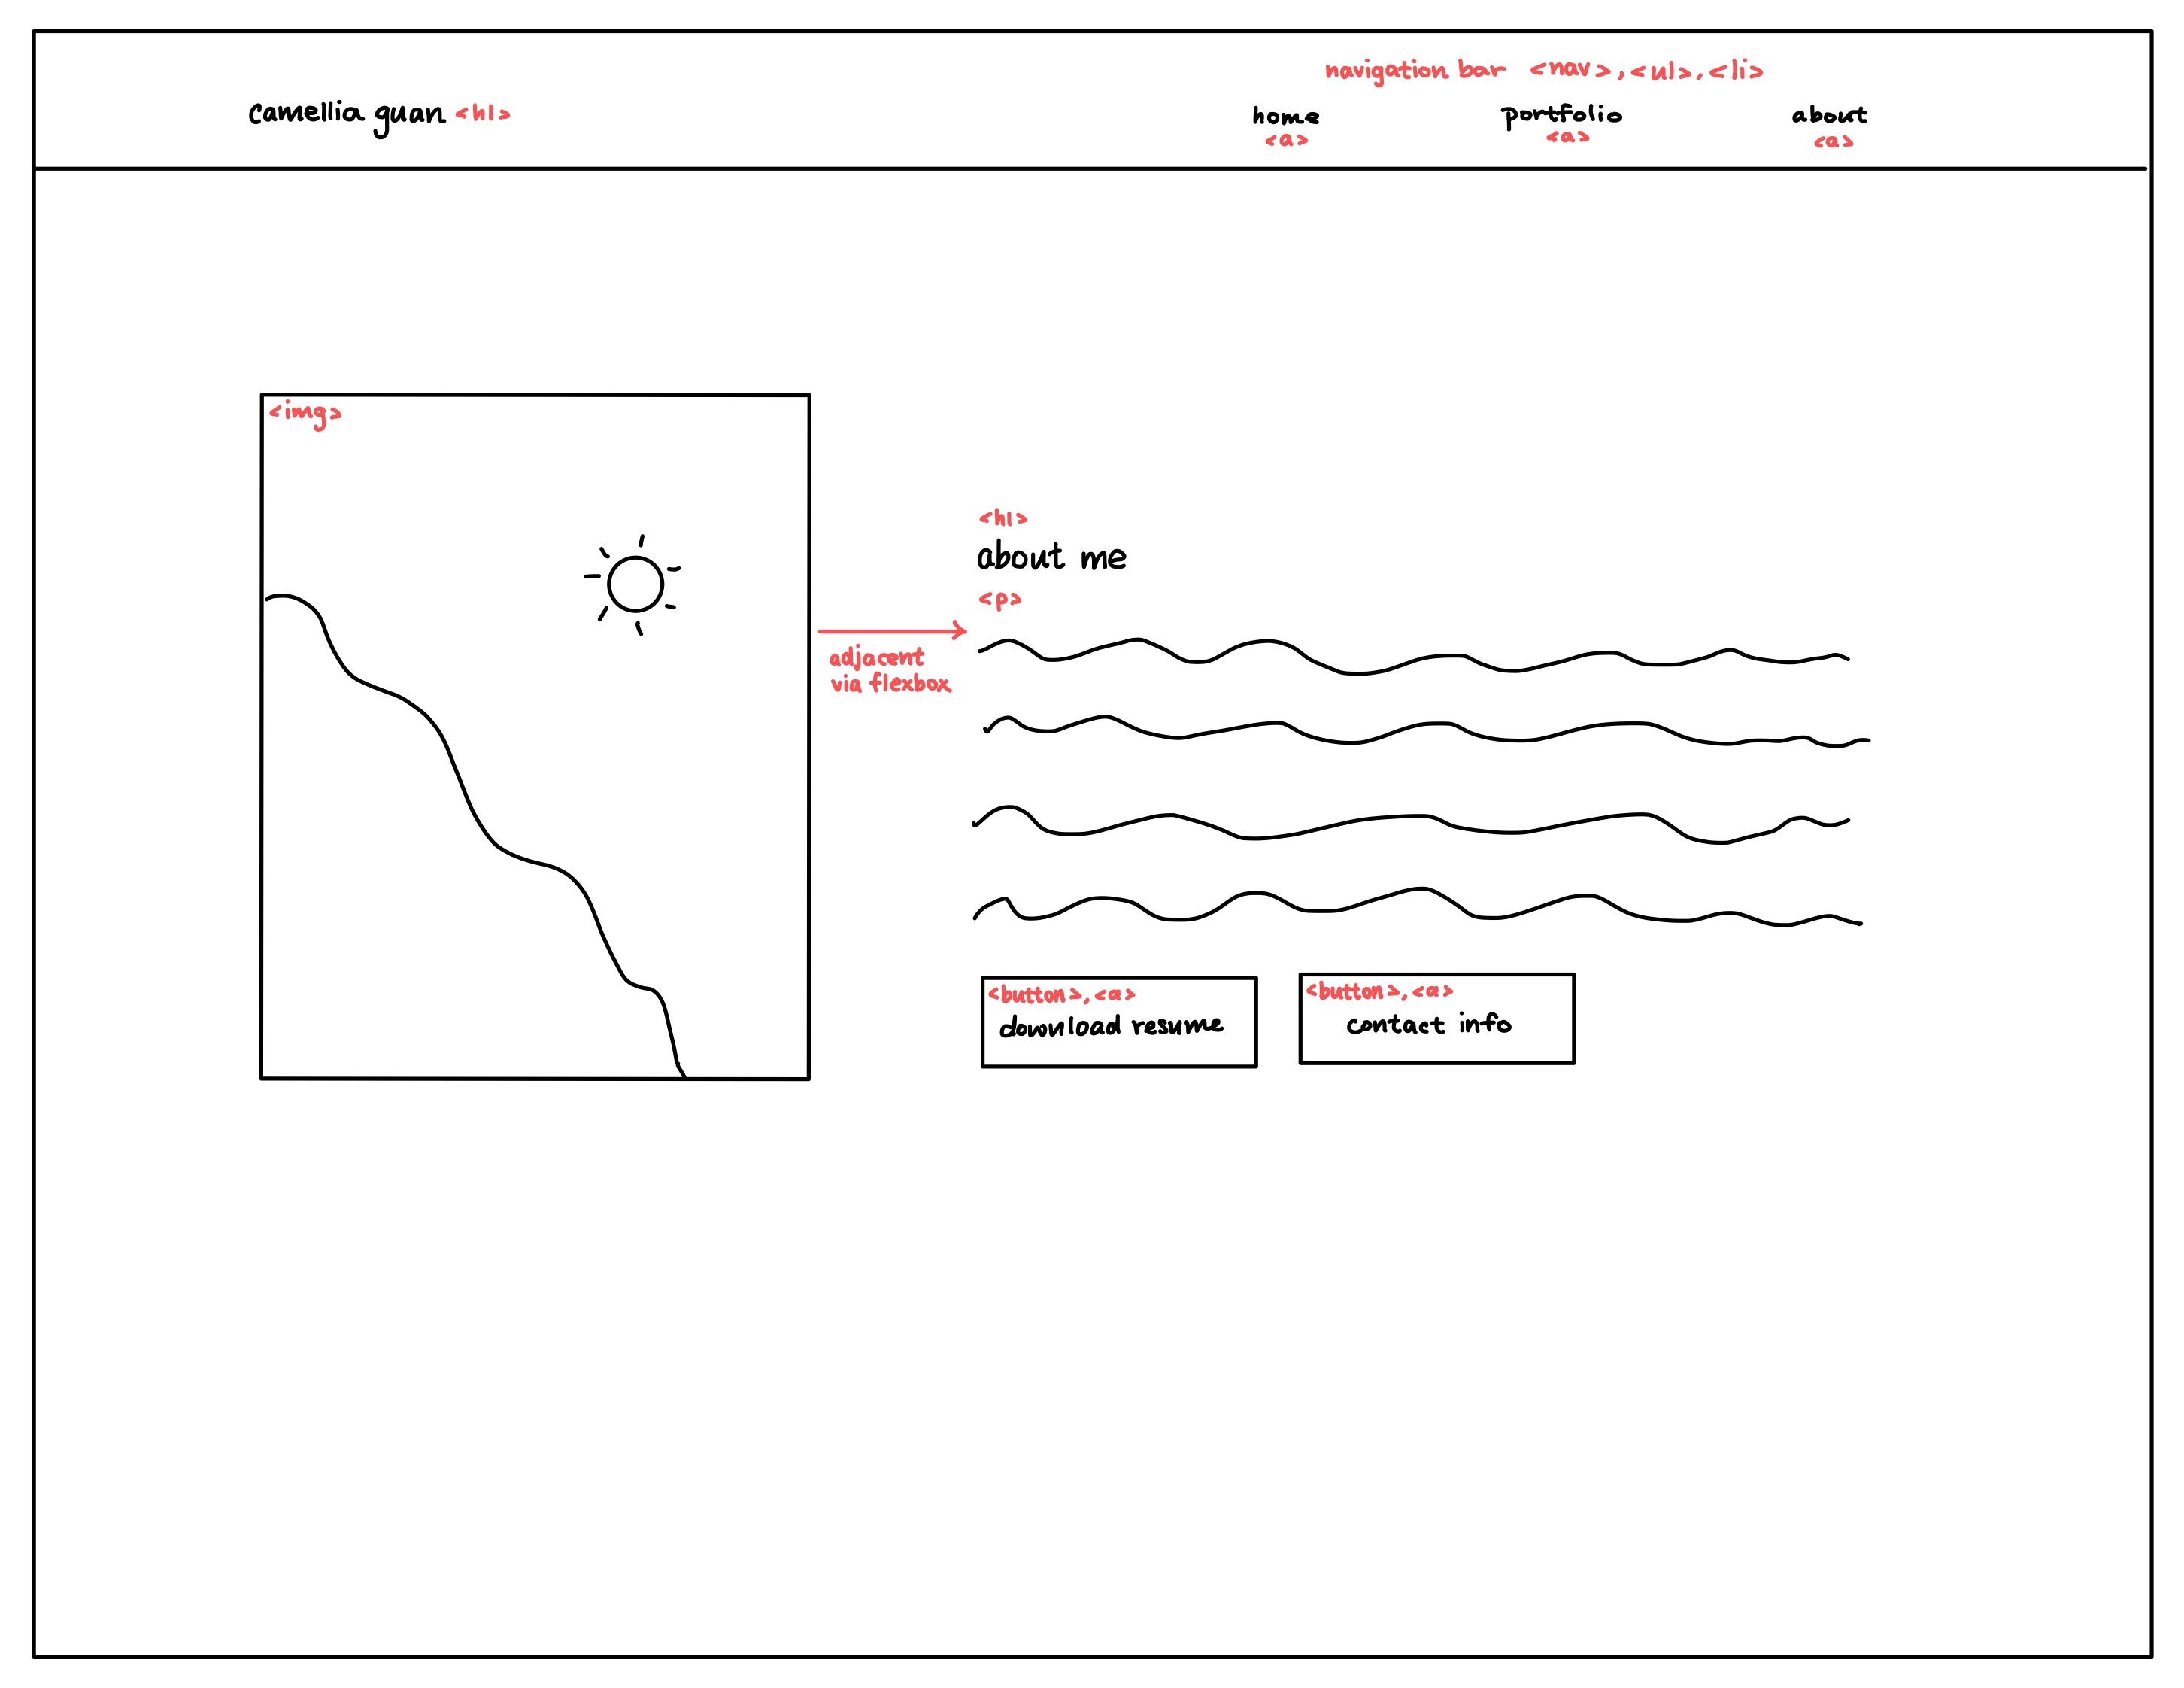 navigation bar <nav>, <ul>, <li>
camellia guan <h1>
home
portfolio
about
<a>
<a>
<a>
<img>
<h1>
about me
<p>
adjacent
via flexbox
<button>, <a>
download resume
<button>, <a>
contact info